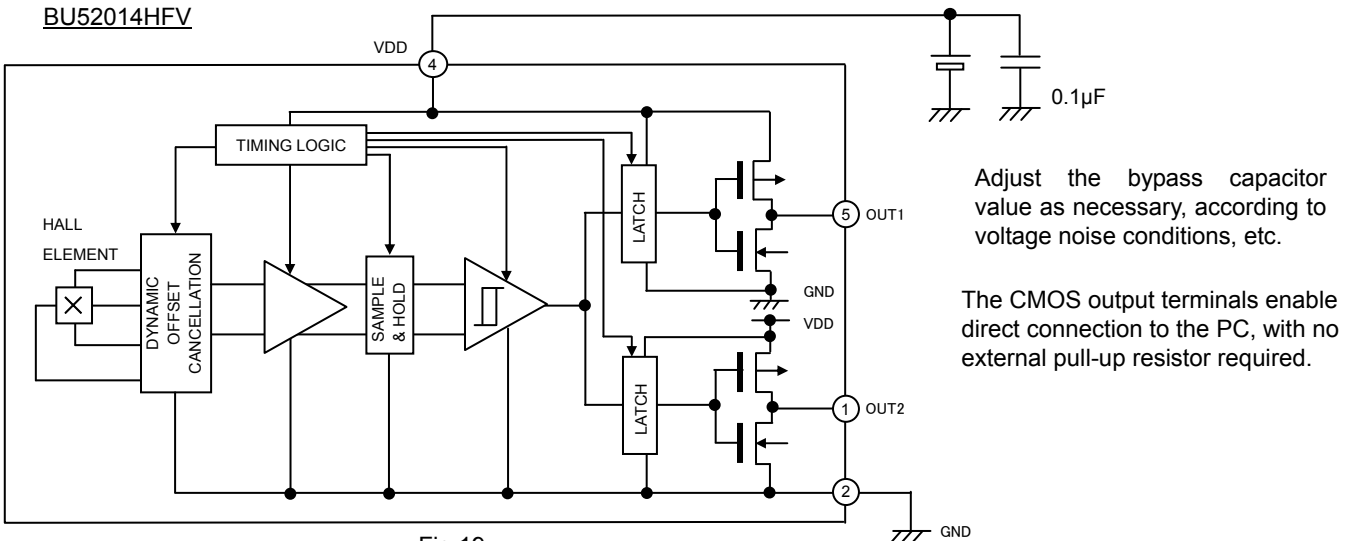 BU52014HFV
VDD
4
0.1µF
TIMING LOGIC
HALL
ELEMENT
×
DYNAMIC
OFFSET
CANCELLATION
SAMPLE
& HOLD
LATCH
5 OUT1
GND
VDD
LATCH
1 OUT2
2
GND
Adjust the bypass capacitor
value as necessary, according to
voltage noise conditions, etc.
The CMOS output terminals enable
direct connection to the PC, with no
external pull-up resistor required.